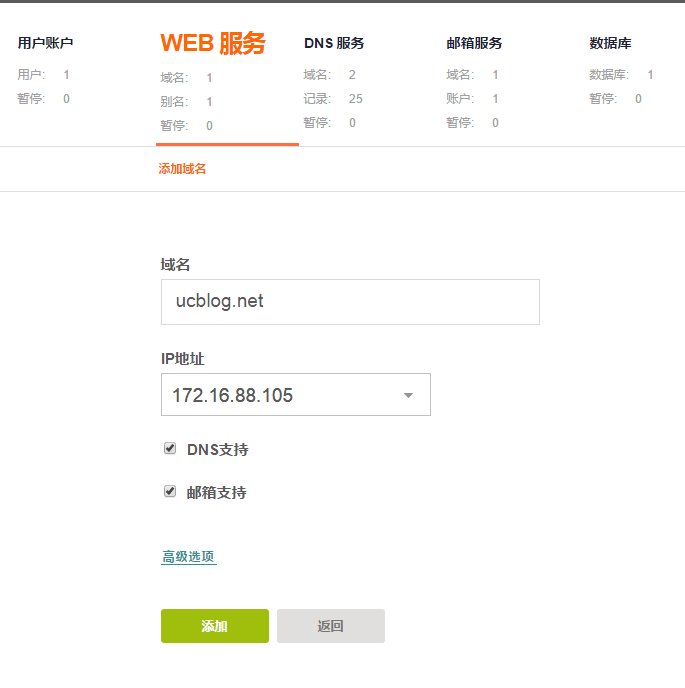 用户账户
用户: 1
暂停: 0
WEB 服务
域名: 1
别名: 1
暂停: 0
DNS 服务
域名: 2
记录: 25
暂停: 0
邮箱服务
域名: 1
账户: 1
暂停: 0
数据库
数据库: 1
暂停: 0
添加域名
域名
ucblog.net
IP地址
172.16.88.105
DNS支持
邮箱支持
高级选项
添加
返回